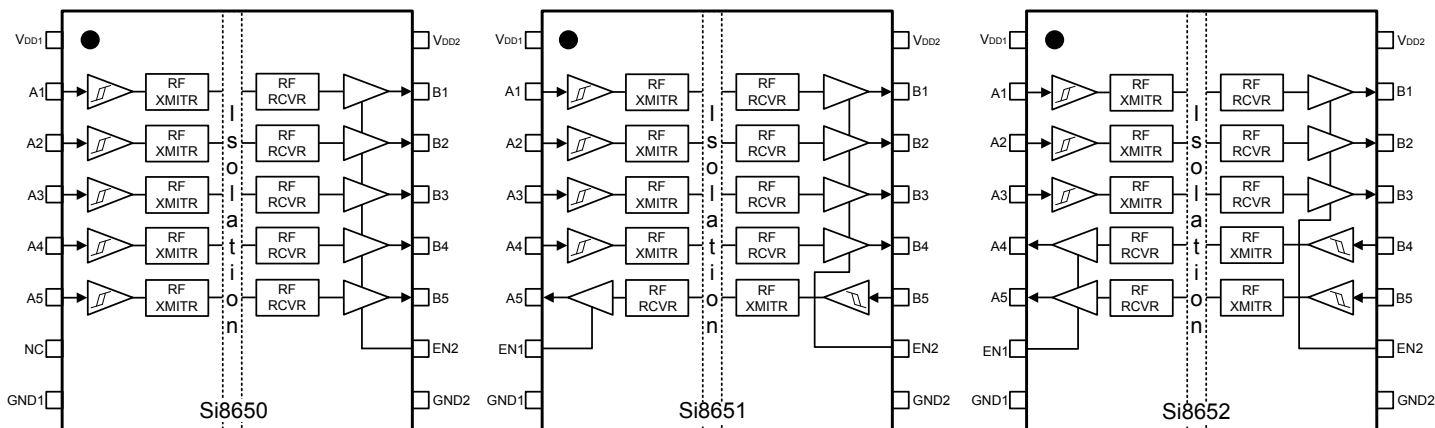 VDD1
VDD2
A1
RF XMITR
RF RCVR
B1
A2
RF XMITR
RF RCVR
B2
A3
RF XMITR
RF RCVR
B3
A4
RF XMITR
RF RCVR
B4
A5
RF XMITR
RF RCVR
B5
NC
EN2
GND1
GND2
Isolation
Si8650
VDD1
VDD2
A1
RF XMITR
RF RCVR
B1
A2
RF XMITR
RF RCVR
B2
A3
RF XMITR
RF RCVR
B3
A4
RF XMITR
RF RCVR
B4
A5
RF RCVR
RF XMITR
B5
EN1
EN2
GND1
GND2
Isolation
Si8651
VDD1
VDD2
A1
RF XMITR
RF RCVR
B1
A2
RF XMITR
RF RCVR
B2
A3
RF XMITR
RF RCVR
B3
A4
RF RCVR
RF XMITR
B4
A5
RF RCVR
RF XMITR
B5
EN1
EN2
GND1
GND2
Isolation
Si8652